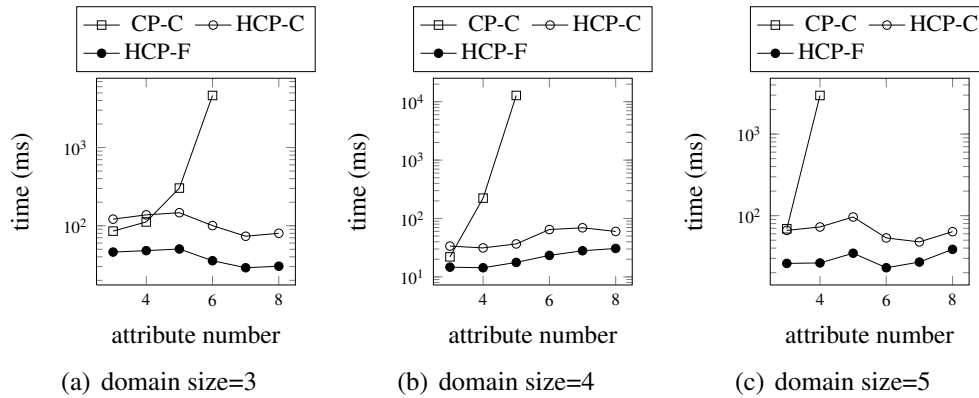 CP-C HCP-C
HCP-F
10^3
10^2
4 6 8
time (ms)
attribute number
(a) domain size=3
CP-C HCP-C
HCP-F
10^4
10^3
10^2
10^1
4 6 8
time (ms)
attribute number
(b) domain size=4
CP-C HCP-C
HCP-F
10^3
10^2
4 6 8
time (ms)
attribute number
(c) domain size=5